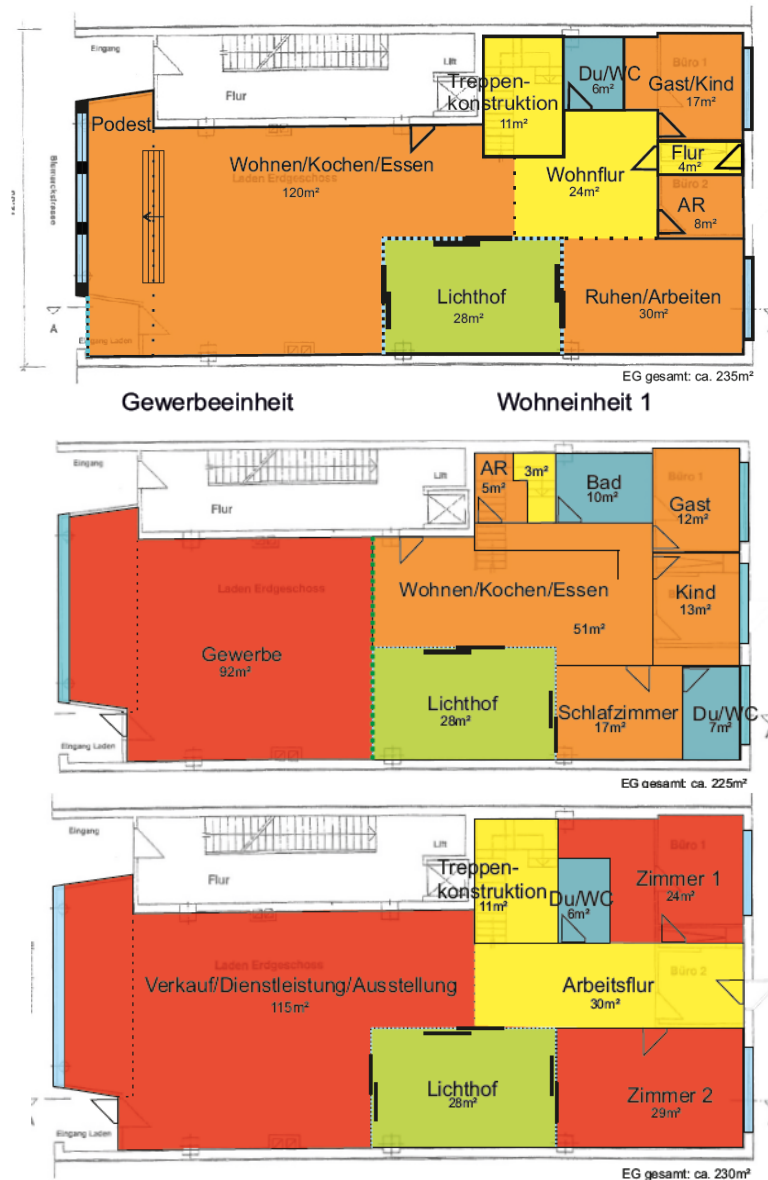 Eingang
Lift
Flur
Treppen-
konstruktion
11m²
Du/WC
6m²
Büro 1
Gast/Kind
17m²
Podest
Wohnen/Kochen/Essen
Laden Erdgeschoss
120m²
Bismarckstrasse
Wohnflur
24m²
Flur
4m²
Büro 2
AR
8m²
Lichthof
28m²
Ruhen/Arbeiten
30m²
A
Eingang Laden
EG gesamt: ca. 235m²
Gewerbeeinheit
Wohneinheit 1
Eingang
Lift
Flur
AR
5m²
3m²
Bad
10m²
Büro 1
Gast
12m²
Laden Erdgeschoss
Wohnen/Kochen/Essen
51m²
Kind
13m²
Gewerbe
92m²
Lichthof
28m²
Schlafzimmer
17m²
Du/WC
7m²
Eingang Laden
EG gesamt: ca. 225m²
Eingang
Lift
Flur
Treppen-
konstruktion
11m²
Du/WC
6m²
Büro 1
Zimmer 1
24m²
Laden Erdgeschoss
Verkauf/Dienstleistung/Ausstellung
115m²
Büro 2
Arbeitsflur
30m²
Lichthof
28m²
Zimmer 2
29m²
Eingang Laden
EG gesamt: ca. 230m²